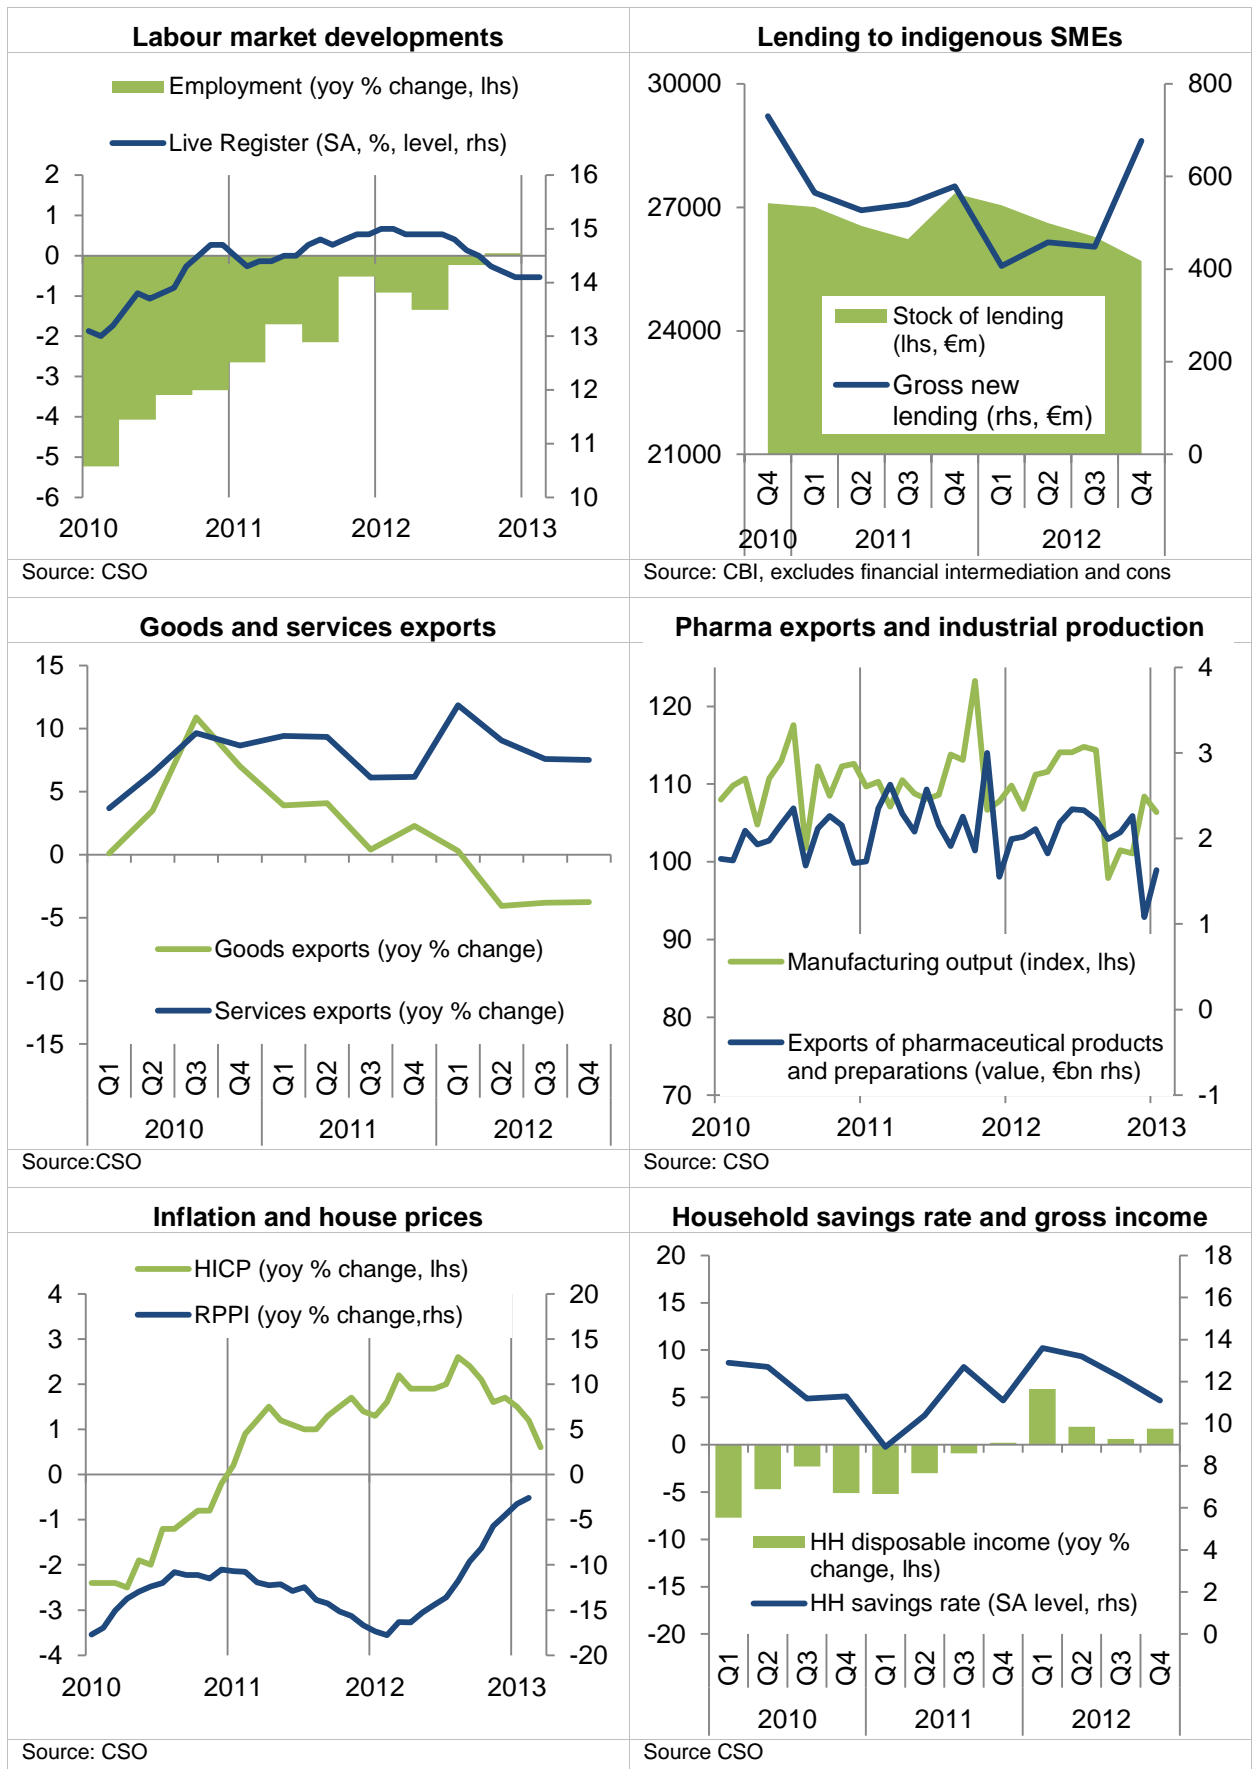 Labour market developments
Employment (yoy % change, lhs)
Live Register (SA, %, level, rhs)
2
1
0
-1
-2
-3
-4
-5
-6
16
15
14
13
12
11
10
2010 2011 2012 2013
Source: CSO
Lending to indigenous SMEs
30000
27000
24000
21000
800
600
400
200
0
Stock of lending
(lhs, €m)
Gross new
lending (rhs, €m)
Q4 Q1 Q2 Q3 Q4 Q1 Q2 Q3 Q4
2010 2011 2012
Source: CBI, excludes financial intermediation and cons
Goods and services exports
15
10
5
0
-5
-10
-15
Goods exports (yoy % change)
Services exports (yoy % change)
Q1 Q2 Q3 Q4 Q1 Q2 Q3 Q4 Q1 Q2 Q3 Q4
2010 2011 2012
Source:CSO
Pharma exports and industrial production
120
110
100
90
80
70
4
3
2
1
0
-1
Manufacturing output (index, lhs)
Exports of pharmaceutical products
and preparations (value, €bn rhs)
2010 2011 2012 2013
Source: CSO
Inflation and house prices
HICP (yoy % change, lhs)
RPPI (yoy % change,rhs)
4
3
2
1
0
-1
-2
-3
-4
20
15
10
5
0
-5
-10
-15
-20
2010 2011 2012 2013
Source: CSO
Household savings rate and gross income
20
15
10
5
0
-5
-10
-15
-20
18
16
14
12
10
8
6
4
2
0
HH disposable income (yoy %
change, lhs)
HH savings rate (SA level, rhs)
Q1 Q2 Q3 Q4 Q1 Q2 Q3 Q4 Q1 Q2 Q3 Q4
2010 2011 2012
Source CSO